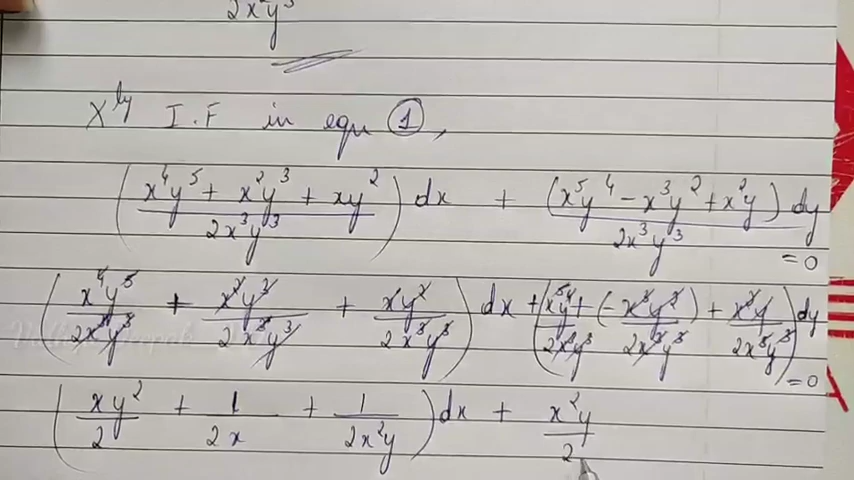 2x³y³
X^ly I.F in equ ①,
((x⁴y⁵ + x²y³ + xy²) / 2x³y³) dx + ((x⁵y⁴ - x³y² + x²y) / 2x³y³) dy = 0
(x⁴y⁵ / 2x³y³ + x²y³ / 2x³y³ + xy² / 2x³y³) dx + (x⁵y⁴ / 2x³y³ + (-x³y² / 2x³y³) + x²y / 2x³y³) dy = 0
(xy² / 2 + 1 / 2x + 1 / 2x²y) dx + x²y / 2